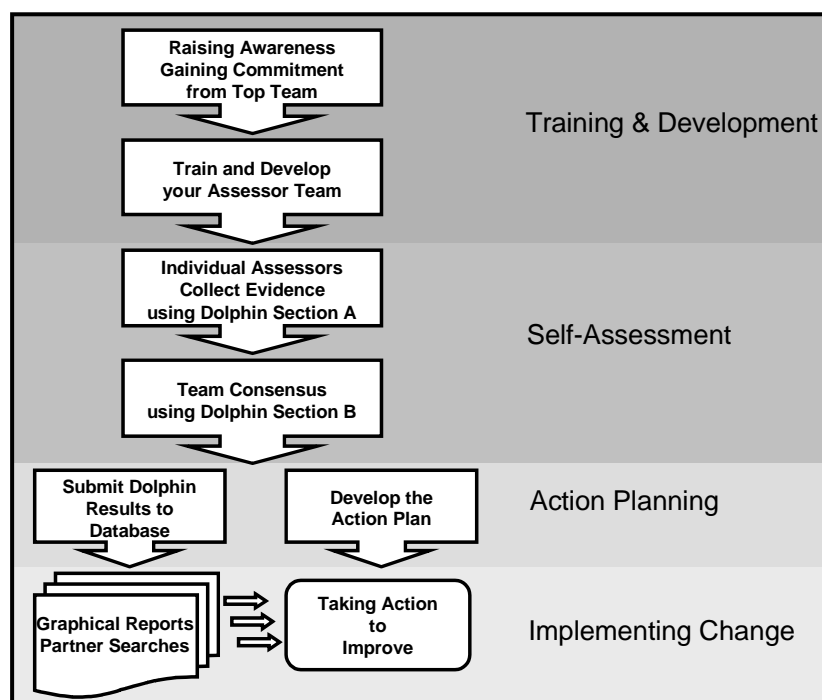 Raising Awareness
Gaining Commitment
from Top Team
Training & Development
Train and Develop
your Assessor Team
Individual Assessors
Collect Evidence
using Dolphin Section A
Self-Assessment
Team Consensus
using Dolphin Section B
Submit Dolphin
Results to
Database
Develop the
Action Plan
Action Planning
Graphical Reports
Partner Searches
Taking Action
to
Improve
Implementing Change